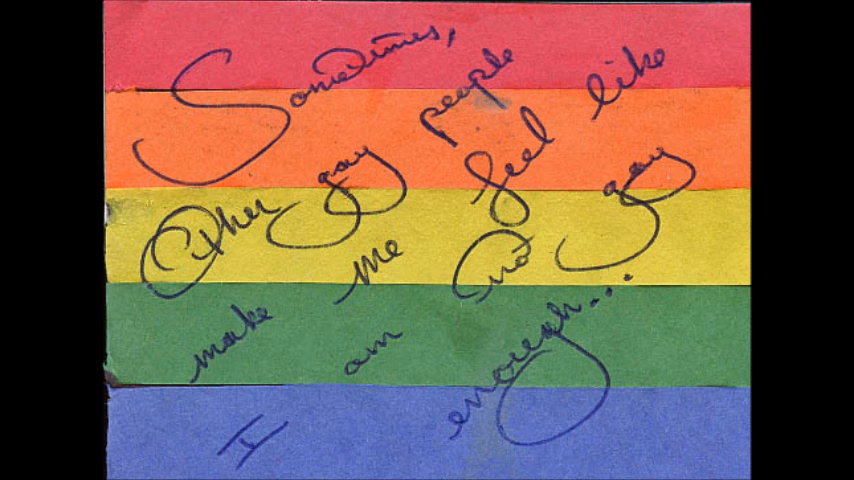 Sometimes,
Other gay people
make me feel like
I am not gay
enough...